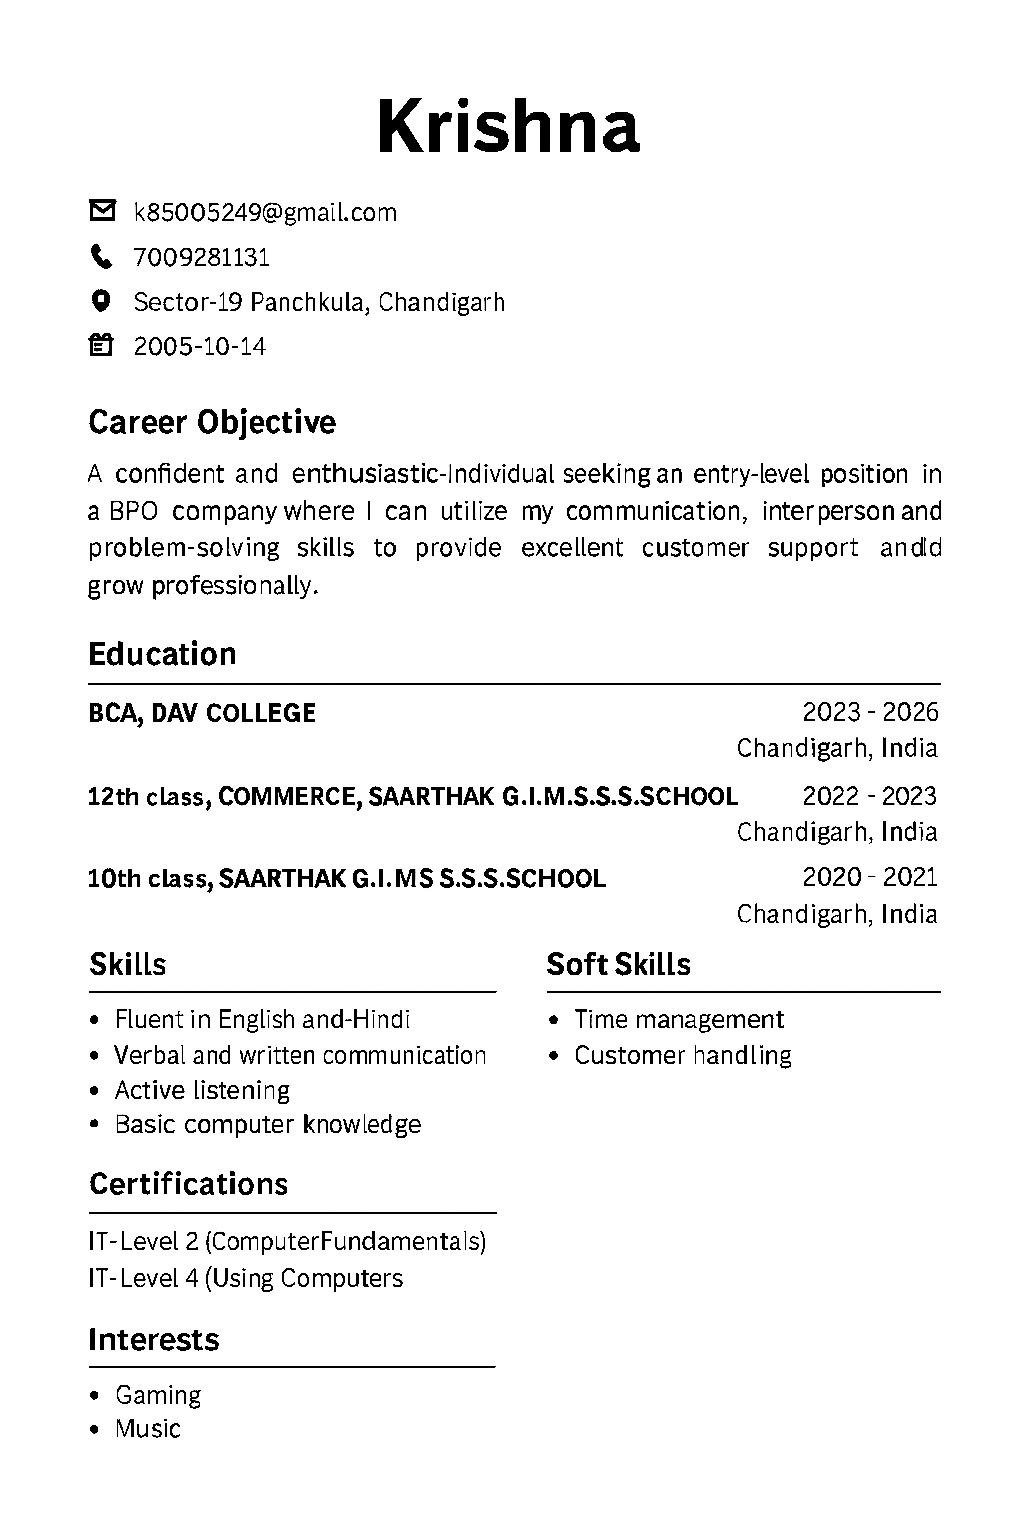 Krishna
k85005249@gmail.com
7009281131
Sector-19 Panchkula, Chandigarh
2005-10-14
Career Objective
A confident and enthusiastic-Individual seeking an entry-level position in
a BPO company where I can utilize my communication, interperson and
problem-solving skills to provide excellent customer support anddd
grow professionally.
Education
BCA, DAV COLLEGE 2023 - 2026
Chandigarh, India
12th class, COMMERCE, SAARTHAK G.I.M.S.S.S.SCHOOL 2022 - 2023
Chandigarh, India
10th class, SAARTHAK G.I.MS S.S.S.SCHOOL 2020 - 2021
Chandigarh, India
Skills
• Fluent in English and-Hindi
• Verbal and written communication
• Active listening
• Basic computer knowledge
Soft Skills
• Time management
• Customer handling
Certifications
IT-Level 2 (ComputerFundamentals)
IT-Level 4 (Using Computers
Interests
• Gaming
• Music